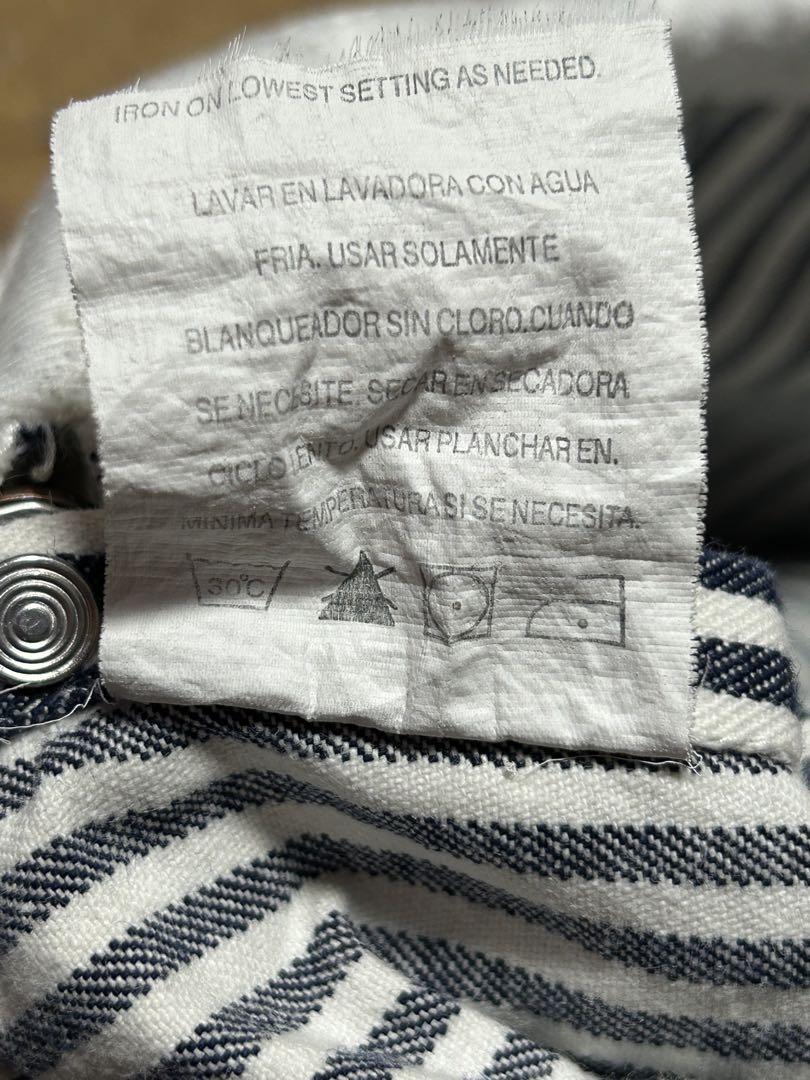 IRON ON LOWEST SETTING AS NEEDED.
LAVAR EN LAVADORA CON AGUA
FRIA. USAR SOLAMENTE
BLANQUEADOR SIN CLORO.CUANDO
SE NECESITE. SECAR EN SECADORA
CICLO IENTO. USAR PLANCHAR EN.
MINIMA TEMPERATURA SI SE NECESITA.
30°C